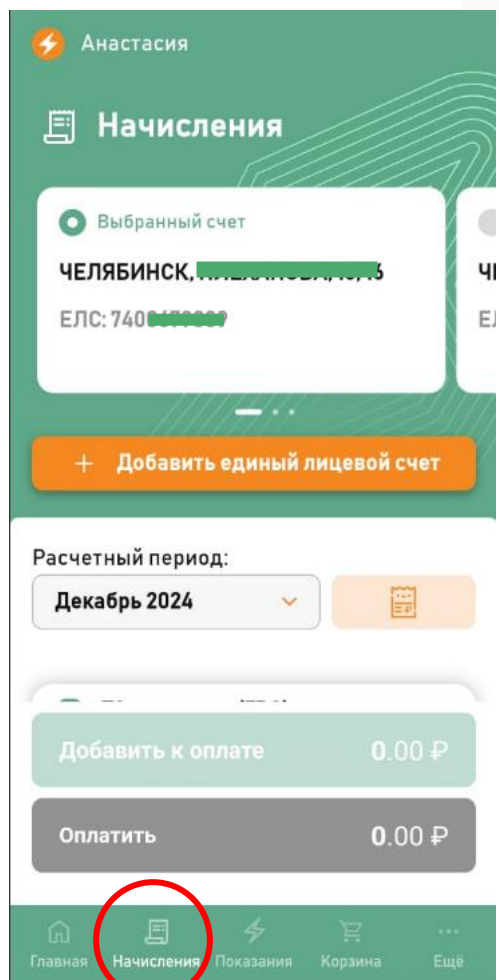 Анастасия
Начисления
Выбранный счет
ЧЕЛЯБИНСК,
ЕЛС: 740
+ Добавить единый лицевой счет
Расчетный период:
Декабрь 2024
Добавить к оплате 0.00 ₽
Оплатить 0.00 ₽
Главная Начисления Показания Корзина Ещё